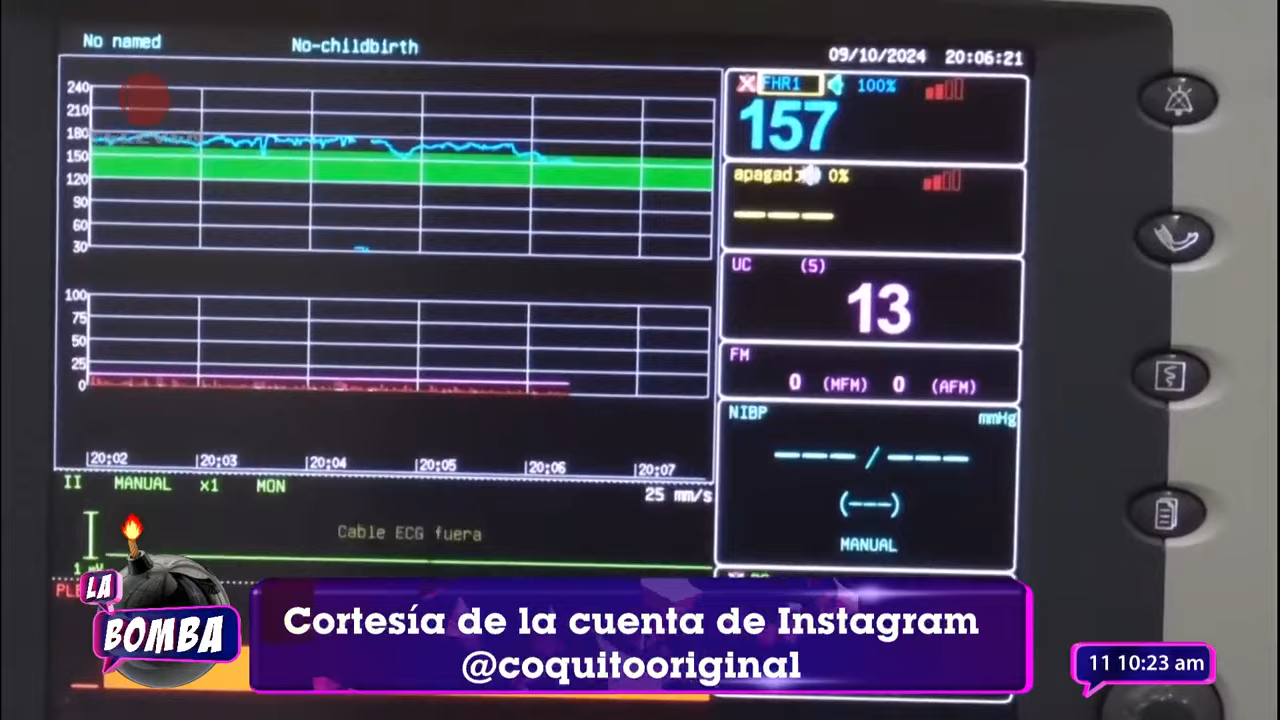 No named
No-childbirth
09/10/2024 20:06:21
240
210
180
150
120
90
60
30
100
75
50
25
0
20:02
20:03
20:04
20:05
20:06
20:07
FHR1 100%
157
apagad 0%
--- 
UC (5)
13
FM
0 (MFM) 0 (AFM)
NIBP mmHg
---/---
(---)
MANUAL
II MANUAL x1 MON
25 mm/s
Cable ECG fuera
1 mV
LA
BOMBA
Cortesía de la cuenta de Instagram
@coquitooriginal
11 10:23 am